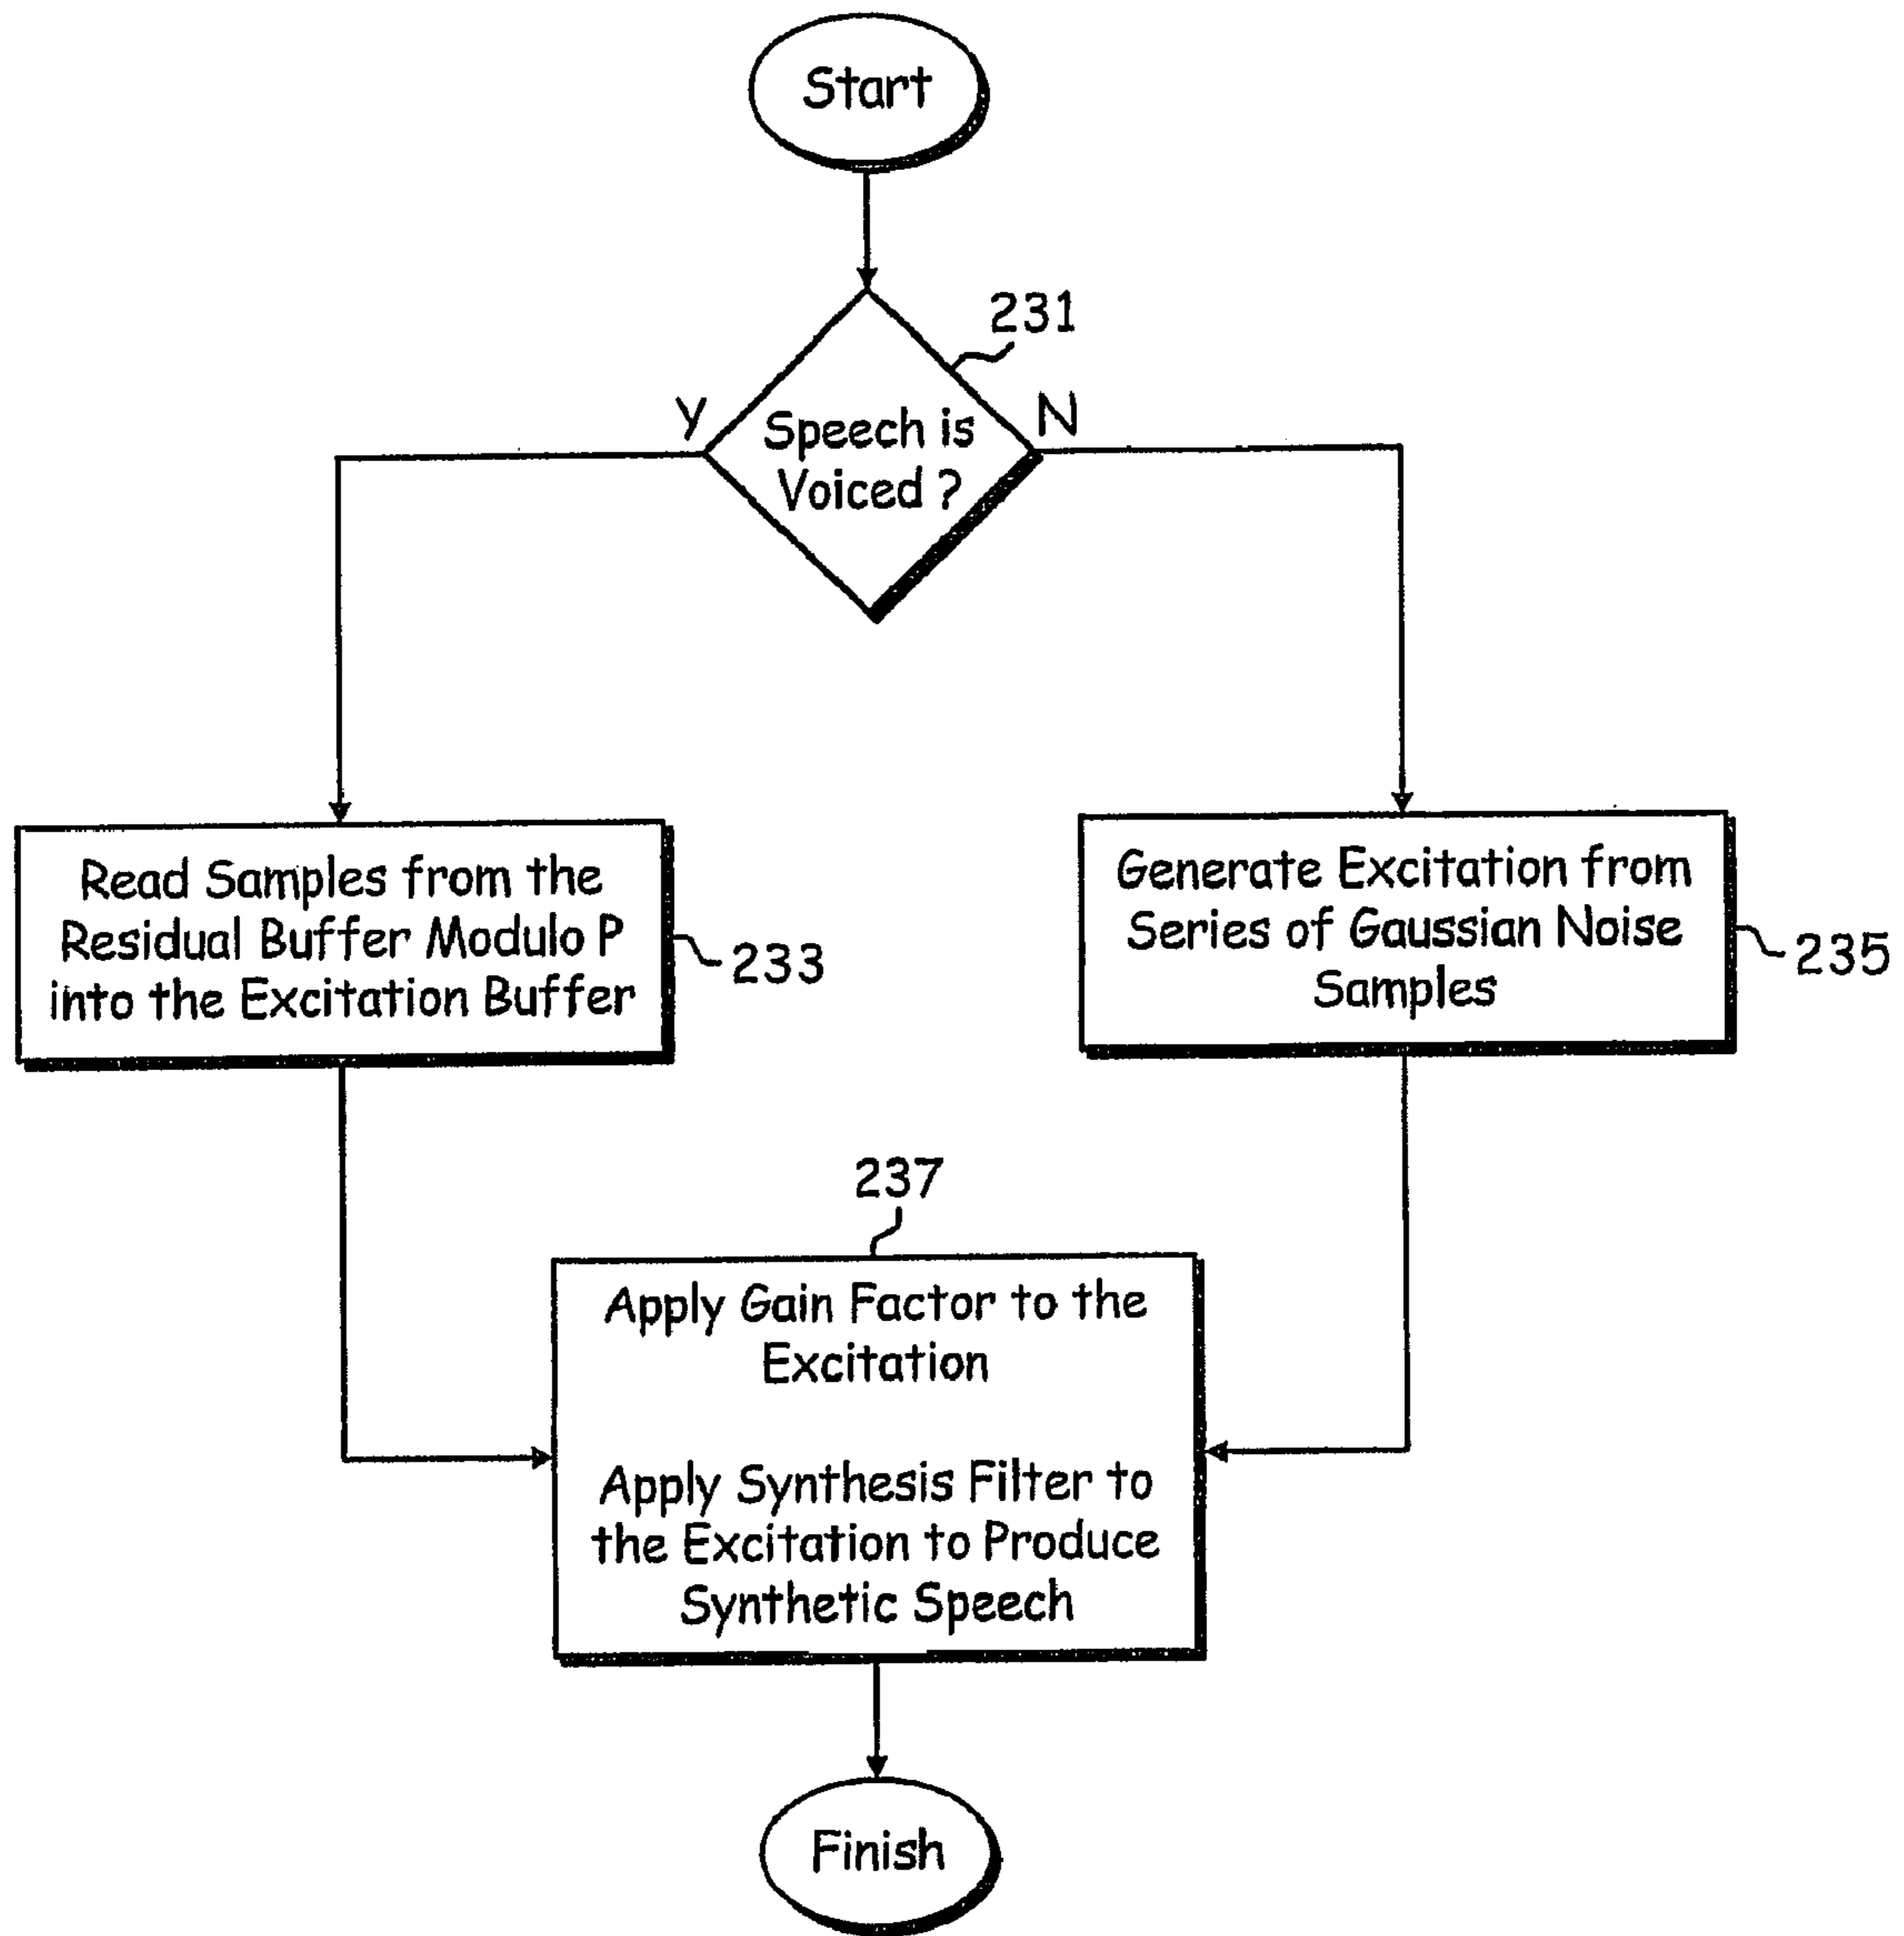 Start
231
Y
N
Speech is
Voiced ?
Read Samples from the
Residual Buffer Modulo P
into the Excitation Buffer
233
Generate Excitation from
Series of Gaussian Noise
Samples
235
237
Apply Gain Factor to the
Excitation
Apply Synthesis Filter to
the Excitation to Produce
Synthetic Speech
Finish